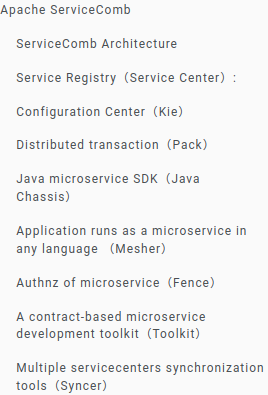 Apache ServiceComb
ServiceComb Architecture
Service Registry（Service Center）:
Configuration Center（Kie）
Distributed transaction（Pack）
Java microservice SDK（Java
Chassis）
Application runs as a microservice in
any language （Mesher）
Authnz of microservice（Fence）
A contract-based microservice
development toolkit（Toolkit）
Multiple servicecenters synchronization
tools（Syncer）